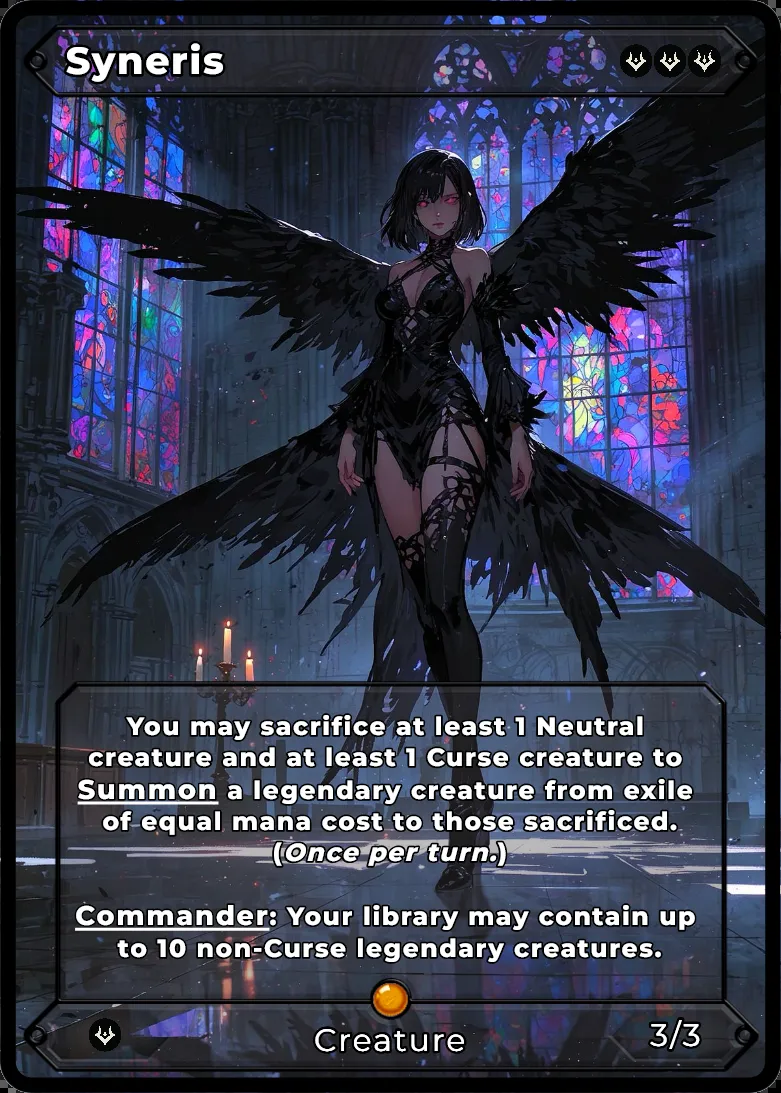 Syneris
You may sacrifice at least 1 Neutral
creature and at least 1 Curse creature to
Summon a legendary creature from exile
of equal mana cost to those sacrificed.
(Once per turn.)
Commander: Your library may contain up
to 10 non-Curse legendary creatures.
Creature
3/3